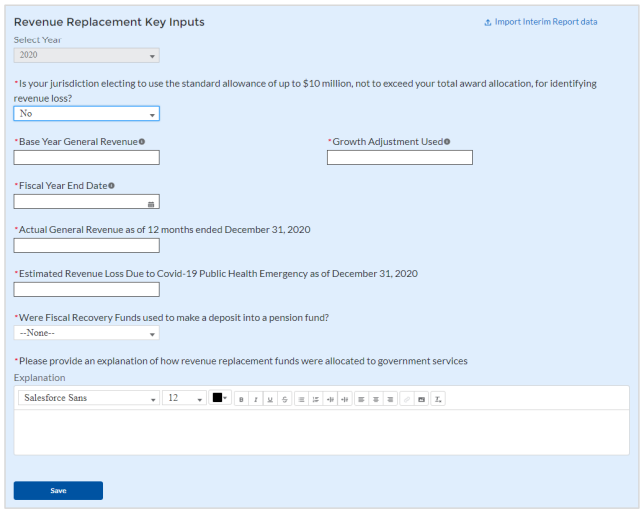 Revenue Replacement Key Inputs
Import Interim Report data
Select Year
2020
*Is your jurisdiction electing to use the standard allowance of up to $10 million, not to exceed your total award allocation, for identifying
revenue loss?
No
*Base Year General Revenue
*Growth Adjustment Used
*Fiscal Year End Date
*Actual General Revenue as of 12 months ended December 31, 2020
*Estimated Revenue Loss Due to Covid-19 Public Health Emergency as of December 31, 2020
*Were Fiscal Recovery Funds used to make a deposit into a pension fund?
--None--
*Please provide an explanation of how revenue replacement funds were allocated to government services
Explanation
Salesforce Sans
12
B I U S
Save